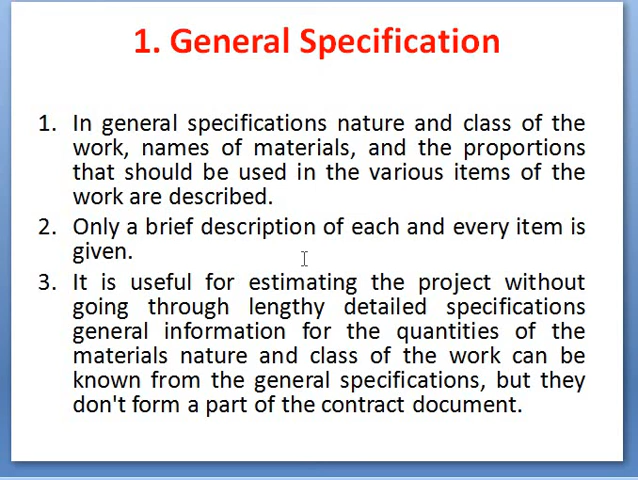 1. General Specification
1. In general specifications nature and class of the
work, names of materials, and the proportions
that should be used in the various items of the
work are described.
2. Only a brief description of each and every item is
given.
3. It is useful for estimating the project without
going through lengthy detailed specifications
general information for the quantities of the
materials nature and class of the work can be
known from the general specifications, but they
don't form a part of the contract document.